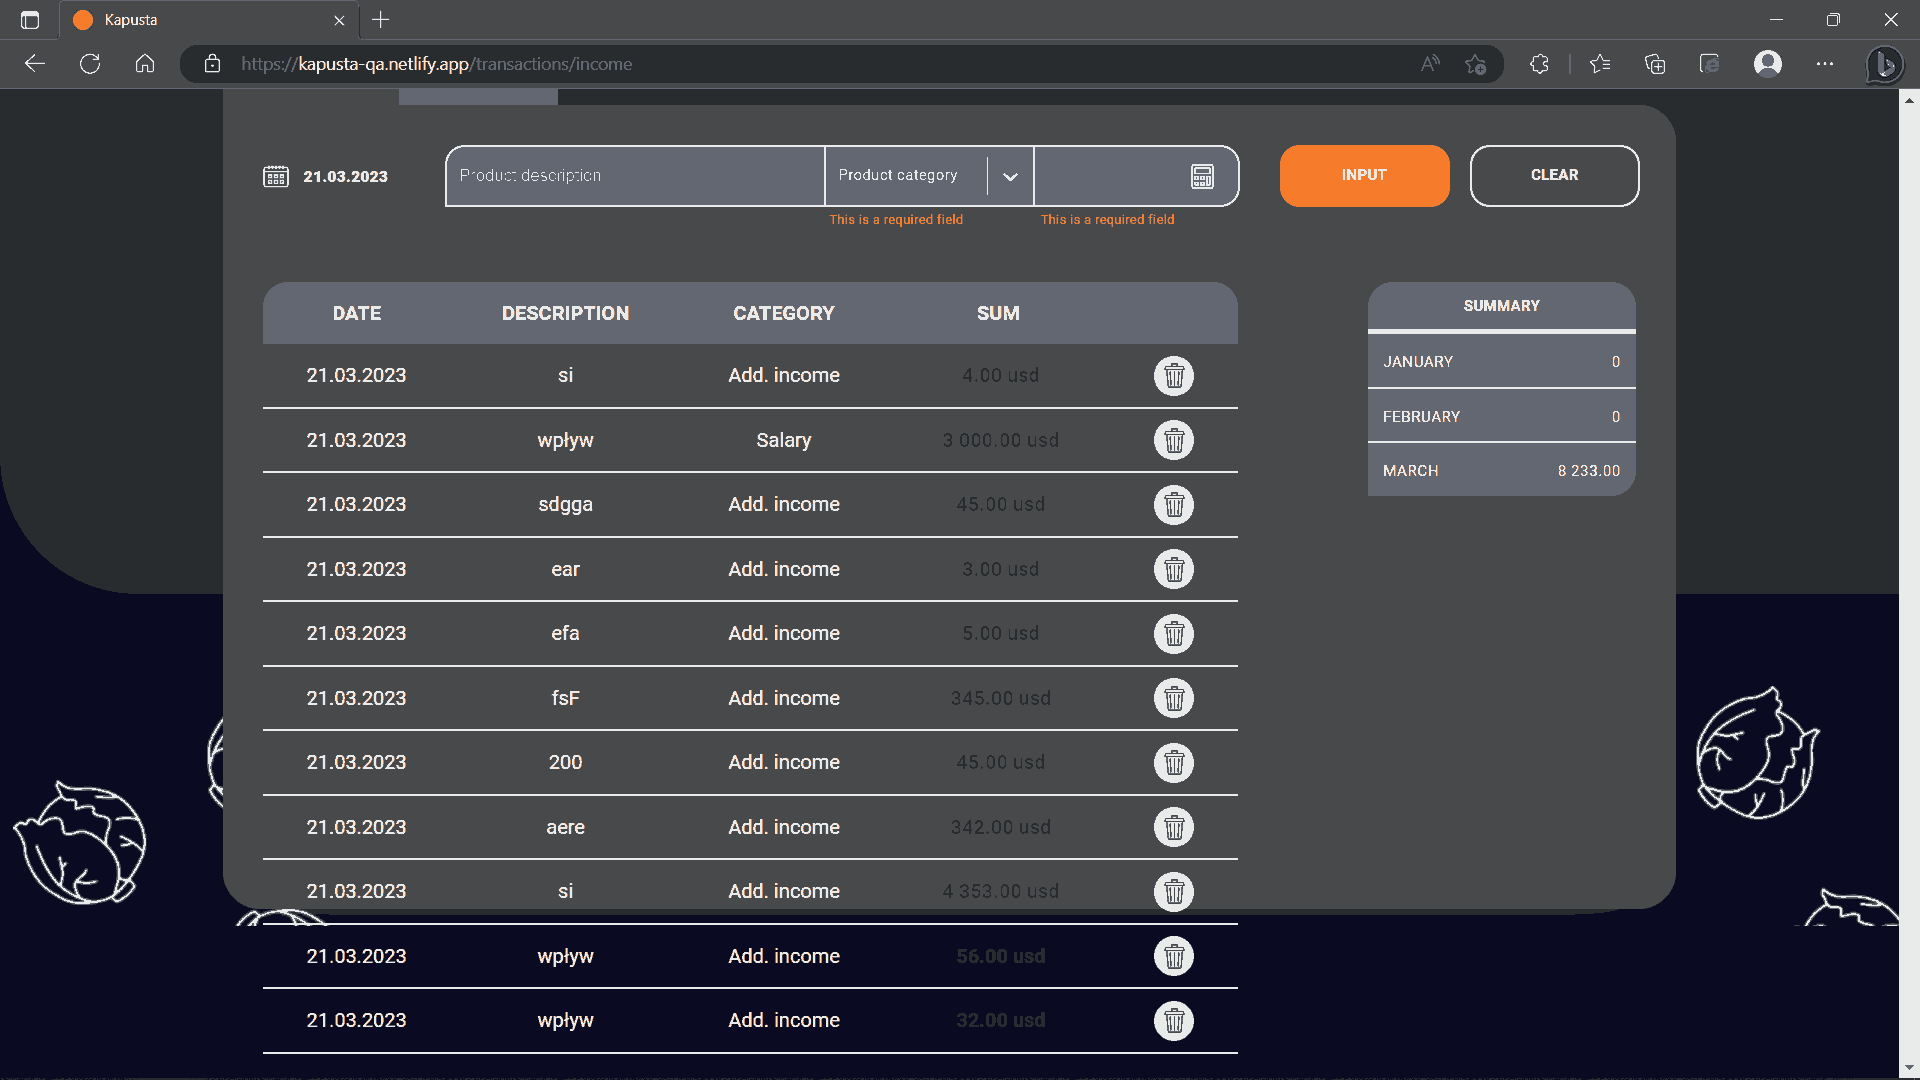 Kapusta
https://kapusta-qa.netlify.app/transactions/income
21.03.2023
Product description
Product category
INPUT
CLEAR
This is a required field
This is a required field
DATE DESCRIPTION CATEGORY SUM
21.03.2023 si Add. income 4.00 usd
21.03.2023 wpływ Salary 3 000.00 usd
21.03.2023 sdgga Add. income 45.00 usd
21.03.2023 ear Add. income 3.00 usd
21.03.2023 efa Add. income 5.00 usd
21.03.2023 fsF Add. income 345.00 usd
21.03.2023 200 Add. income 45.00 usd
21.03.2023 aere Add. income 342.00 usd
21.03.2023 si Add. income 4 353.00 usd
21.03.2023 wpływ Add. income 56.00 usd
21.03.2023 wpływ Add. income 32.00 usd
SUMMARY
JANUARY 0
FEBRUARY 0
MARCH 8 233.00